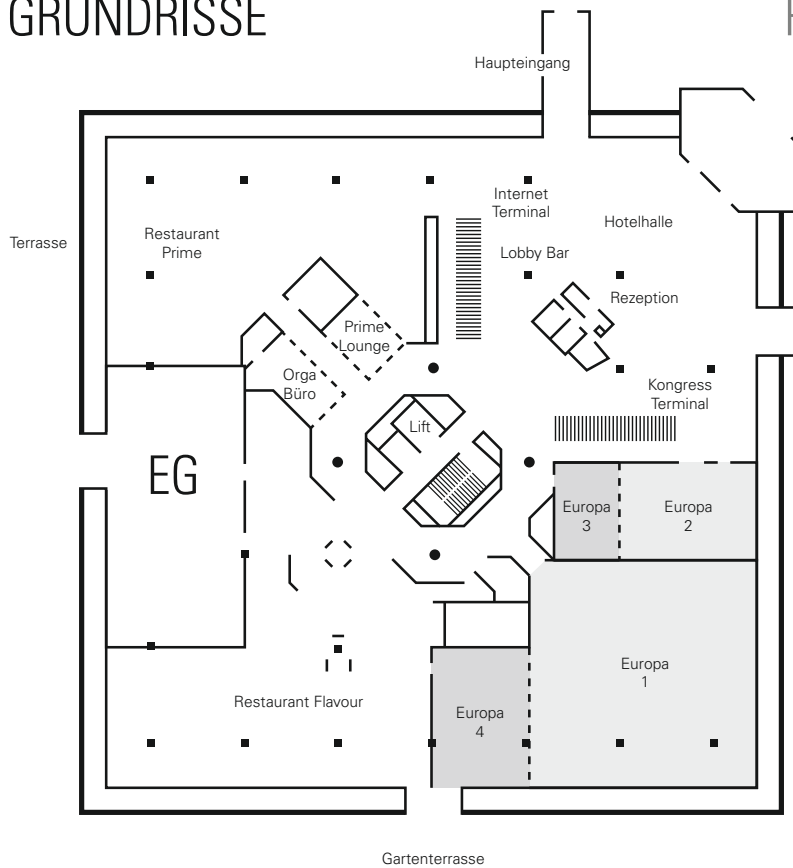 GRUNDRISSE
Haupteingang
Internet
Terminal
Hotelhalle
Terrasse
Restaurant
Prime
Lobby Bar
Rezeption
Prime
Lounge
Orga
Büro
Kongress
Terminal
Lift
EG
Europa
3
Europa
2
Europa
1
Restaurant Flavour
Europa
4
Gartenterrasse